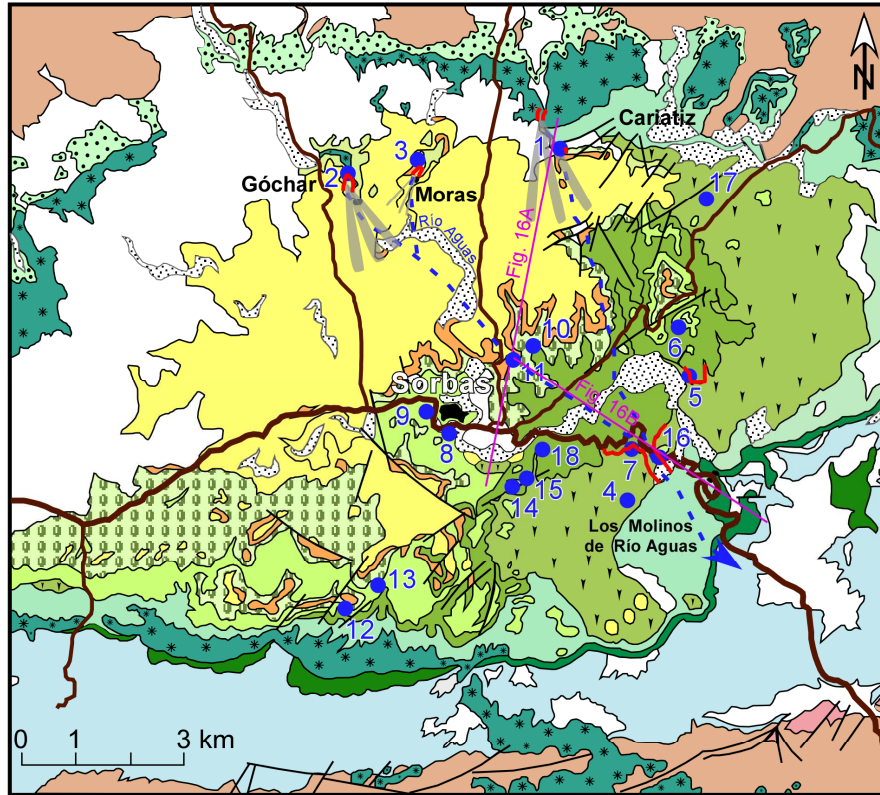 N
Cariatiz
1
3
2
Góchar
Moras
17
Río
Aguas
Fig. 16A
10
6
11
5
Sorbas
Fig. 16B
9
8
16
18
7
15
14
4
Los Molinos
de Río Aguas
13
12
0 1 3 km